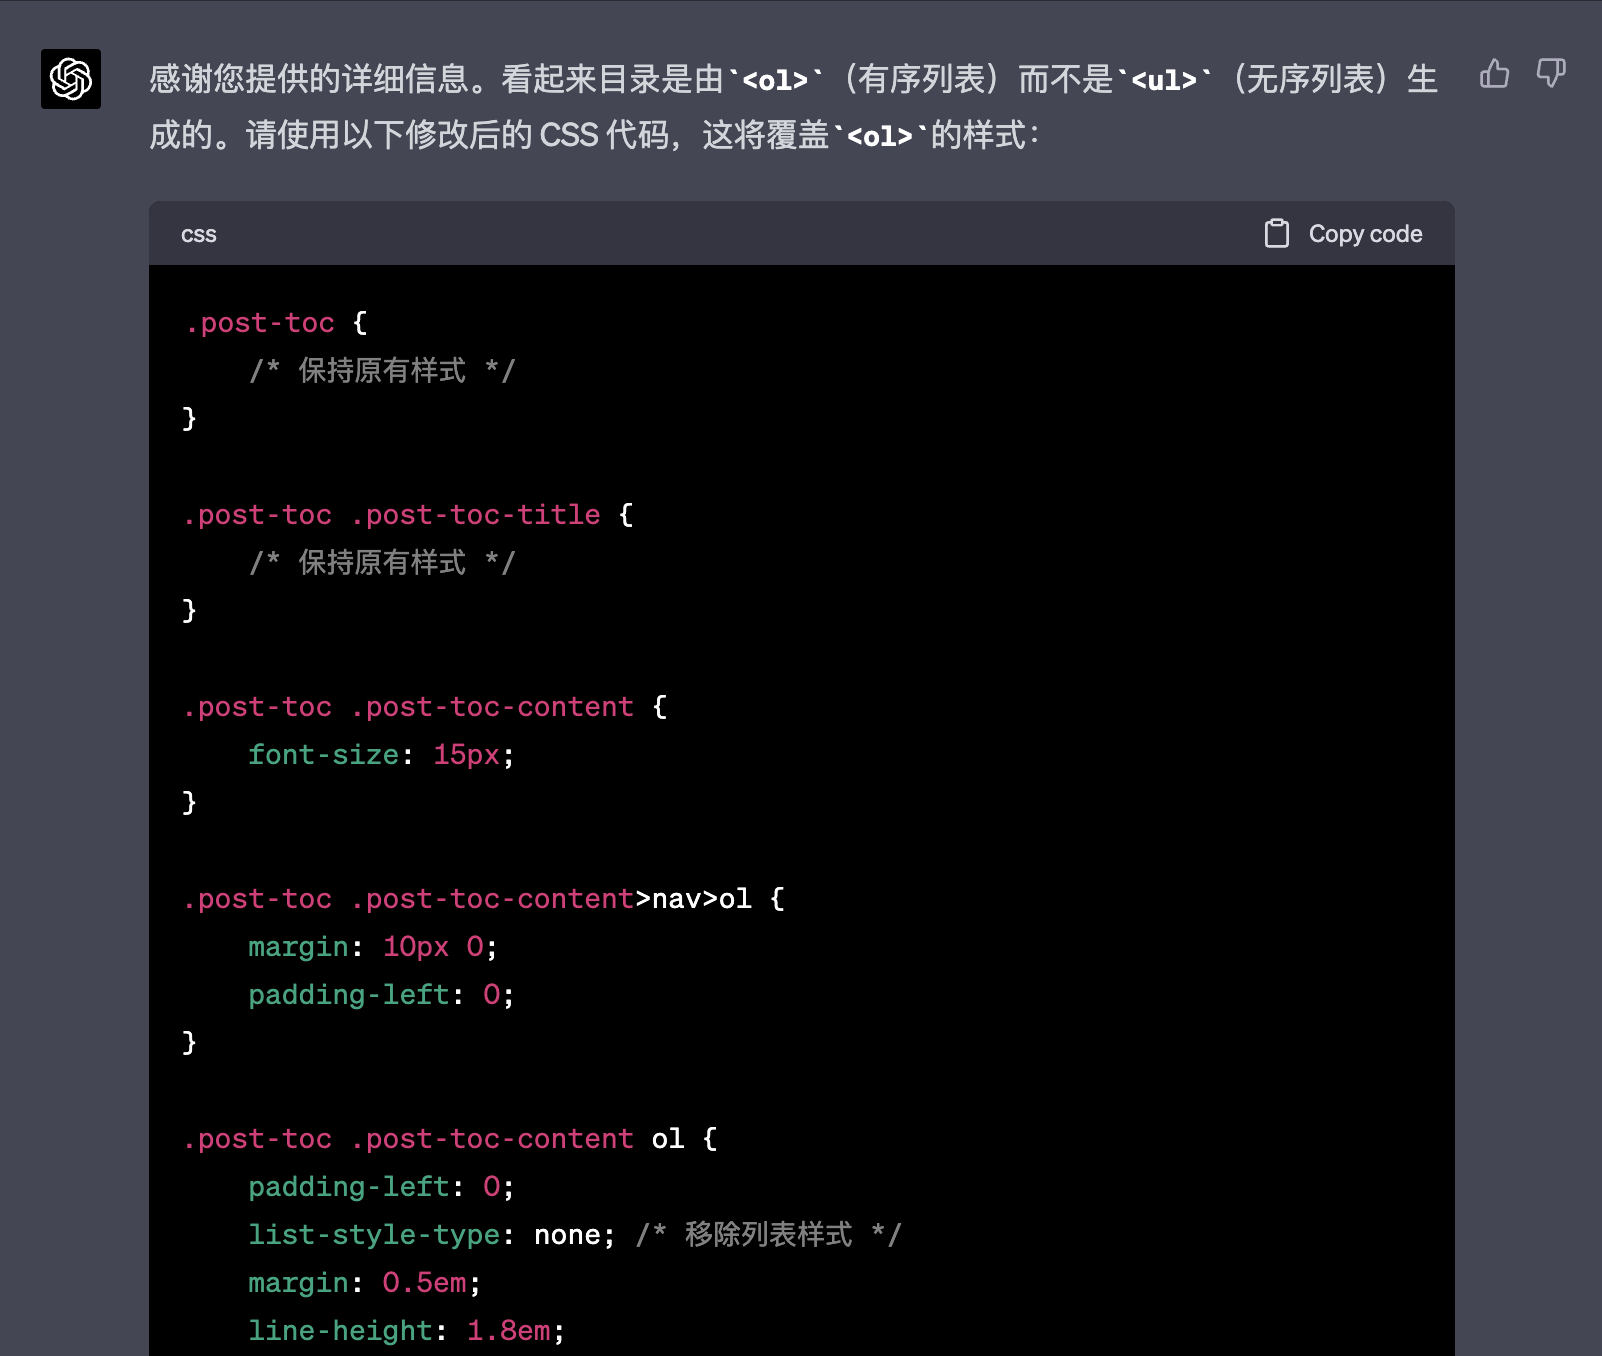 感谢您提供的详细信息。看起来目录是由`<ol>`（有序列表）而不是`<ul>`（无序列表）生
成的。请使用以下修改后的 CSS 代码，这将覆盖`<ol>`的样式：
css
Copy code
.post-toc {
    /* 保持原有样式 */
}

.post-toc .post-toc-title {
    /* 保持原有样式 */
}

.post-toc .post-toc-content {
    font-size: 15px;
}

.post-toc .post-toc-content>nav>ol {
    margin: 10px 0;
    padding-left: 0;
}

.post-toc .post-toc-content ol {
    padding-left: 0;
    list-style-type: none; /* 移除列表样式 */
    margin: 0.5em;
    line-height: 1.8em;